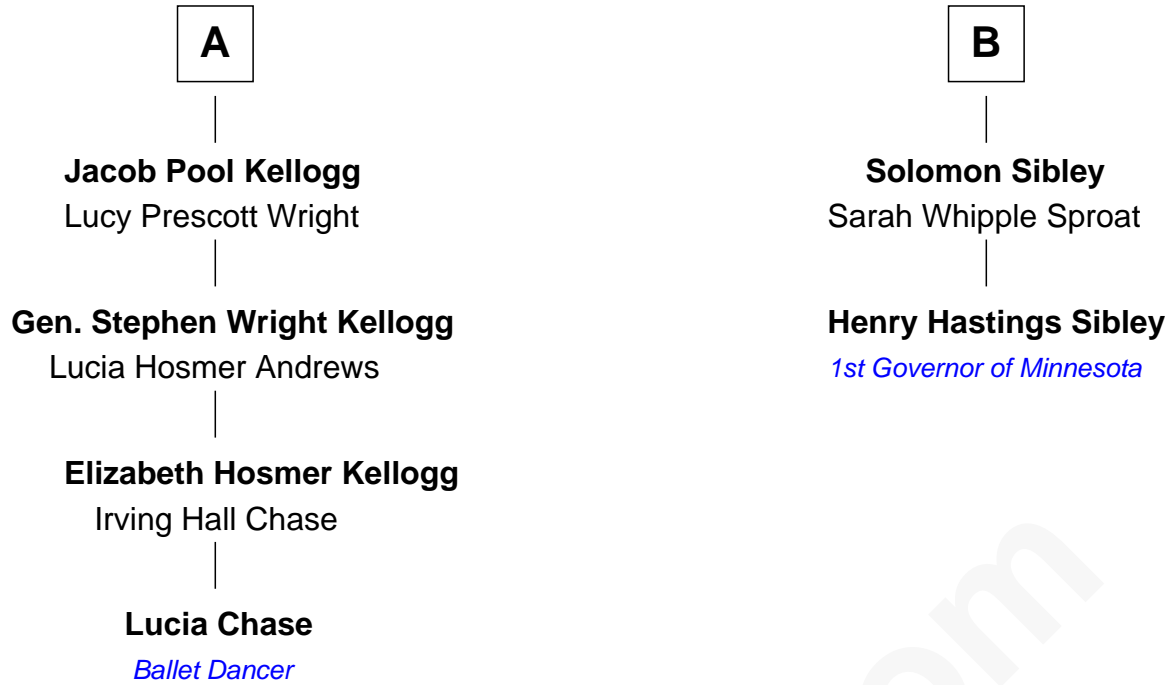 A
Jacob Pool Kellogg
Lucy Prescott Wright
Gen. Stephen Wright Kellogg
Lucia Hosmer Andrews
Elizabeth Hosmer Kellogg
Irving Hall Chase
Lucia Chase
Ballet Dancer
B
Solomon Sibley
Sarah Whipple Sproat
Henry Hastings Sibley
1st Governor of Minnesota
om